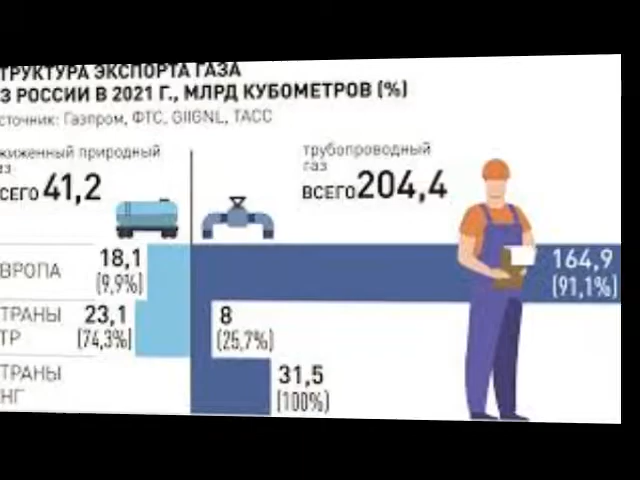 ТРУКТУРА ЭКСПОРТА ГАЗА
З РОССИИ В 2021 Г., МЛРД КУБОМЕТРОВ (%)
сточник: Газпром, ФТС, GIIGNL, ТАСС
жиженный природный
аз
СЕГО 41,2
трубопроводный
газ
ВСЕГО 204,4
ВРОПА
18,1
(9,9%)
164,9
(91,1%)
ТРАНЫ
ТР
23,1
(74,3%)
8
(25,7%)
ТРАНЫ
НГ
31,5
(100%)